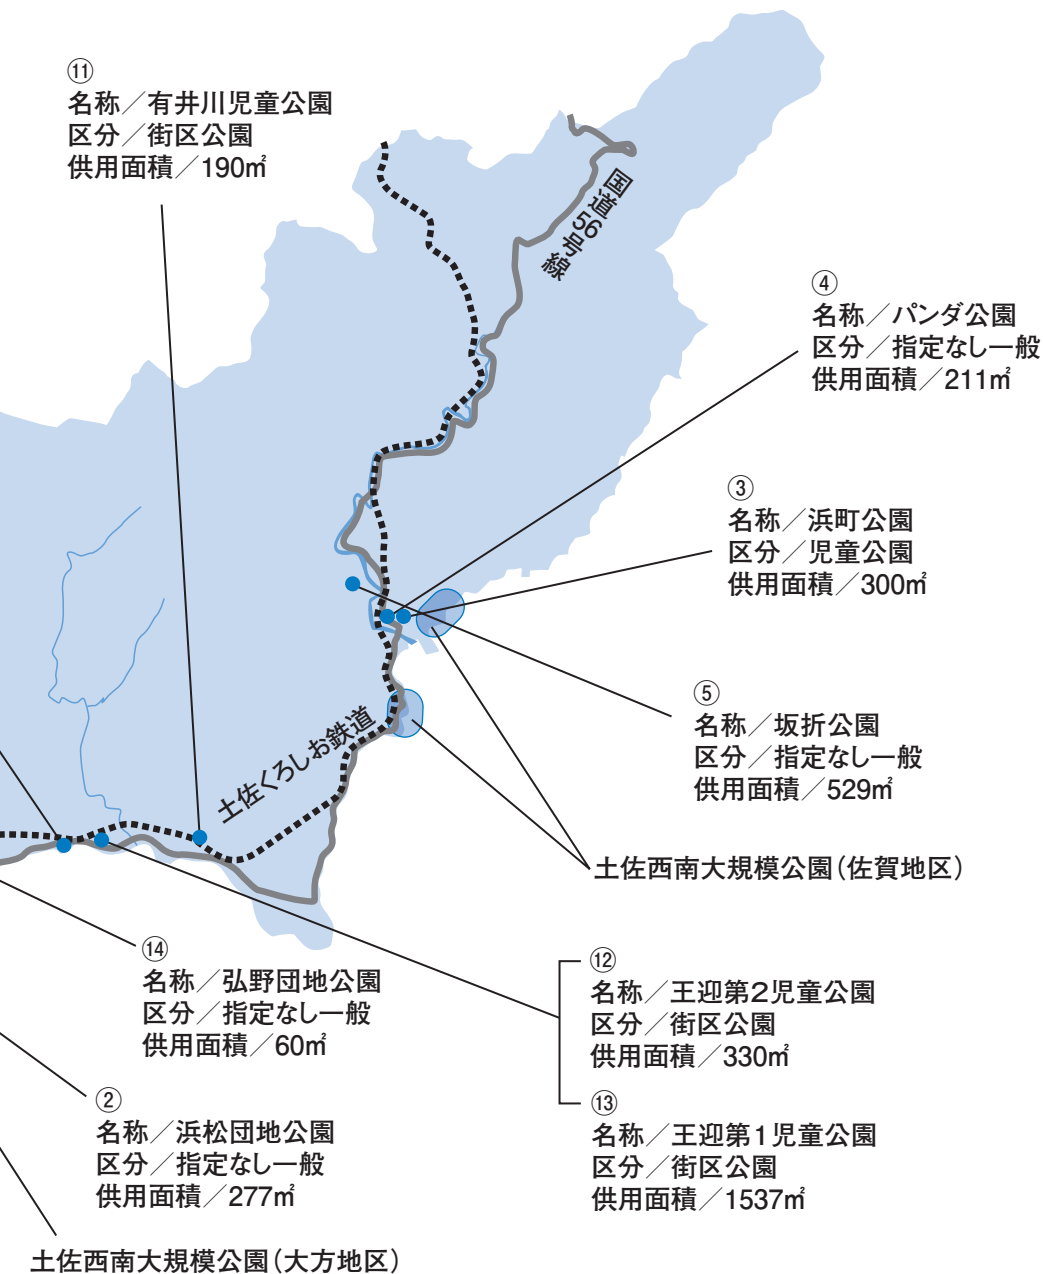 ⑪
名称／有井川児童公園
区分／街区公園
供用面積／190㎡
国道56号線
④
名称／パンダ公園
区分／指定なし一般
供用面積／211㎡
③
名称／浜町公園
区分／児童公園
供用面積／300㎡
⑤
名称／坂折公園
区分／指定なし一般
供用面積／529㎡
土佐くろしお鉄道
土佐西南大規模公園（佐賀地区）
⑭
名称／弘野団地公園
区分／指定なし一般
供用面積／60㎡
⑫
名称／王迎第2児童公園
区分／街区公園
供用面積／330㎡
⑬
名称／王迎第1児童公園
区分／街区公園
供用面積／1537㎡
②
名称／浜松団地公園
区分／指定なし一般
供用面積／277㎡
土佐西南大規模公園（大方地区）